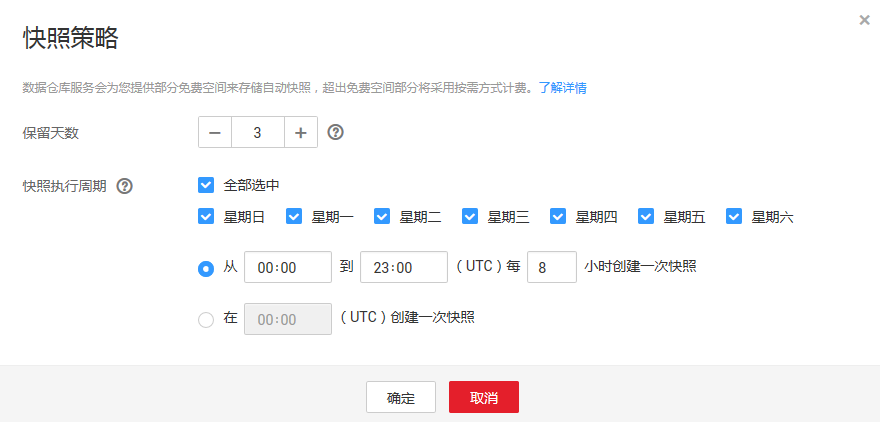 快照策略
数据仓库服务会为您提供部分免费空间来存储自动快照，超出免费空间部分将采用按需方式计费。了解详情
保留天数 － 3 ＋ ?
快照执行周期 ? 全部选中
星期日 星期一 星期二 星期三 星期四 星期五 星期六
从 00:00 到 23:00 （UTC）每 8 小时创建一次快照
在 00:00 （UTC）创建一次快照
确定 取消